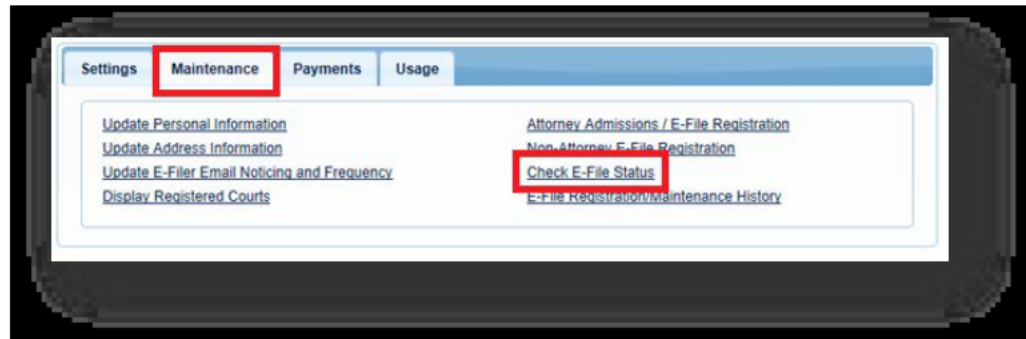 Settings Maintenance Payments Usage
Update Personal Information
Update Address Information
Update E-Filer Email Noticing and Frequency
Display Registered Courts
Attorney Admissions / E-File Registration
Non-Attorney E-File Registration
Check E-File Status
E-File Registration/Maintenance History